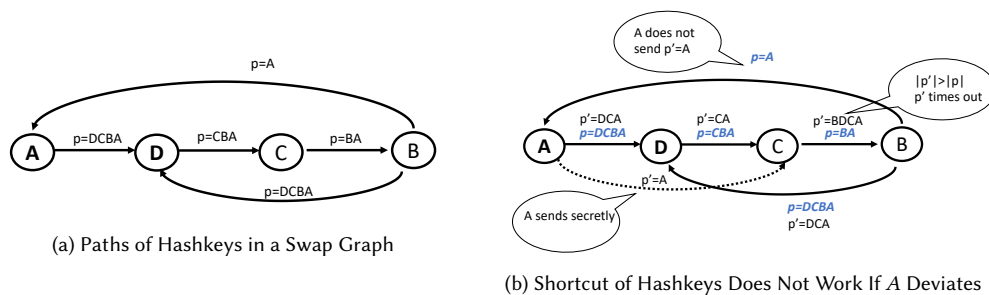 p=A
p=DCBA
p=CBA
p=BA
A
D
C
B
p=DCBA
(a) Paths of Hashkeys in a Swap Graph
A does not
send p'=A
p=A
|p'|>|p|
p' times out
p'=DCA
p=DCBA
p'=CA
p=CBA
p'=BDCA
p=BA
A
D
C
B
p'=A
A sends secretly
p=DCBA
p'=DCA
(b) Shortcut of Hashkeys Does Not Work If A Deviates